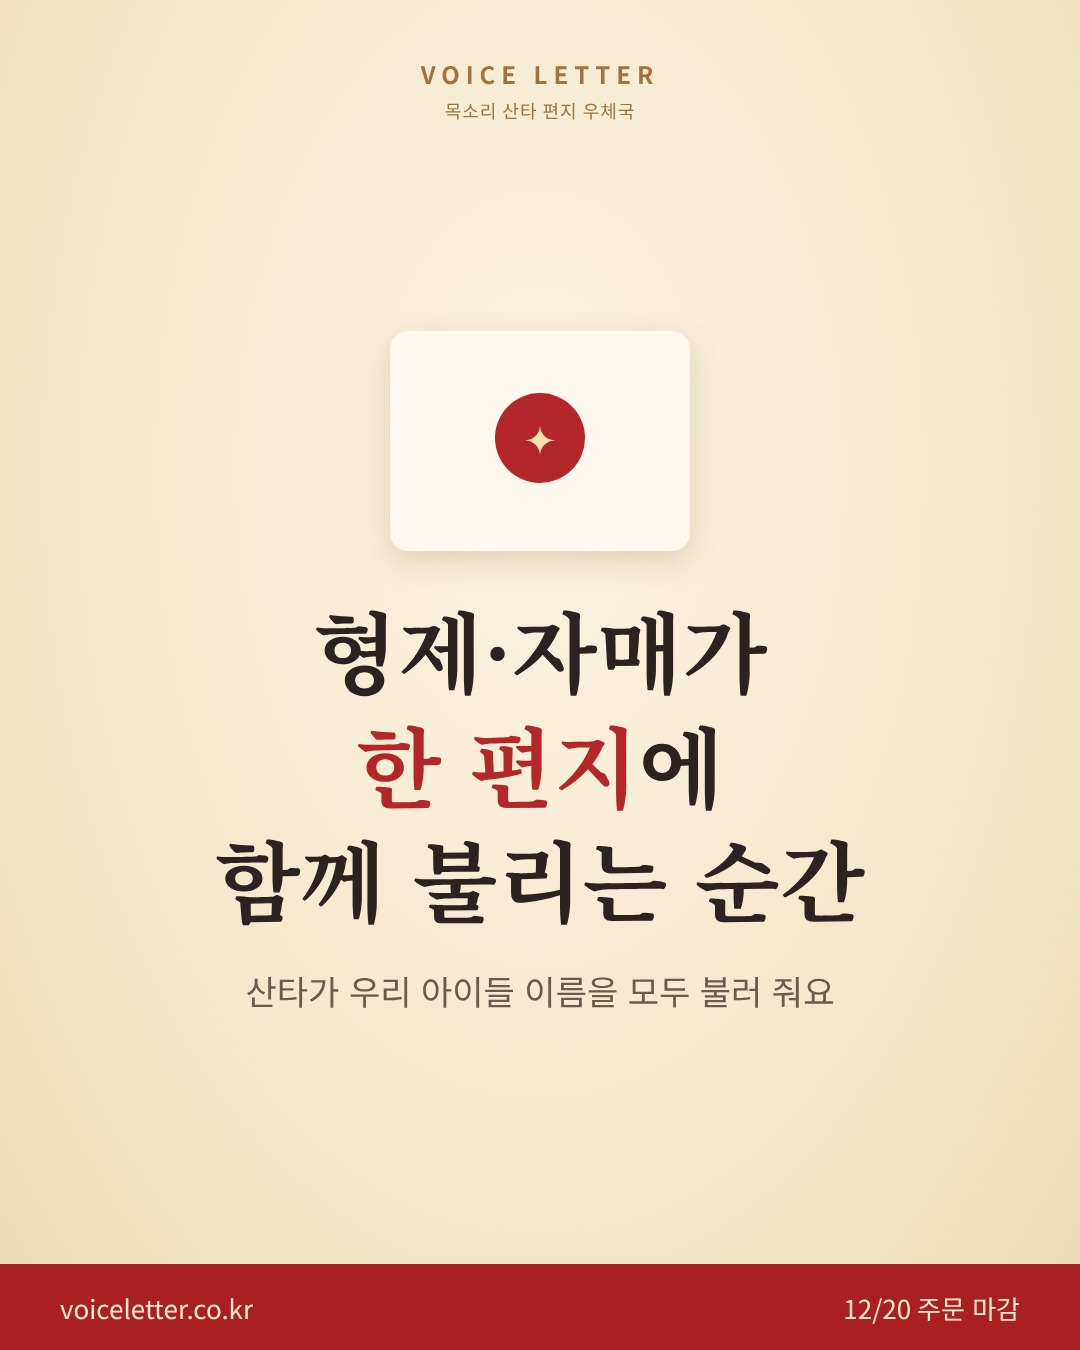 VOICE LETTER
목소리 산타 편지 우체국
형제·자매가
한 편지에
함께 불리는 순간
산타가 우리 아이들 이름을 모두 불러 줘요
voiceletter.co.kr
12/20 주문 마감